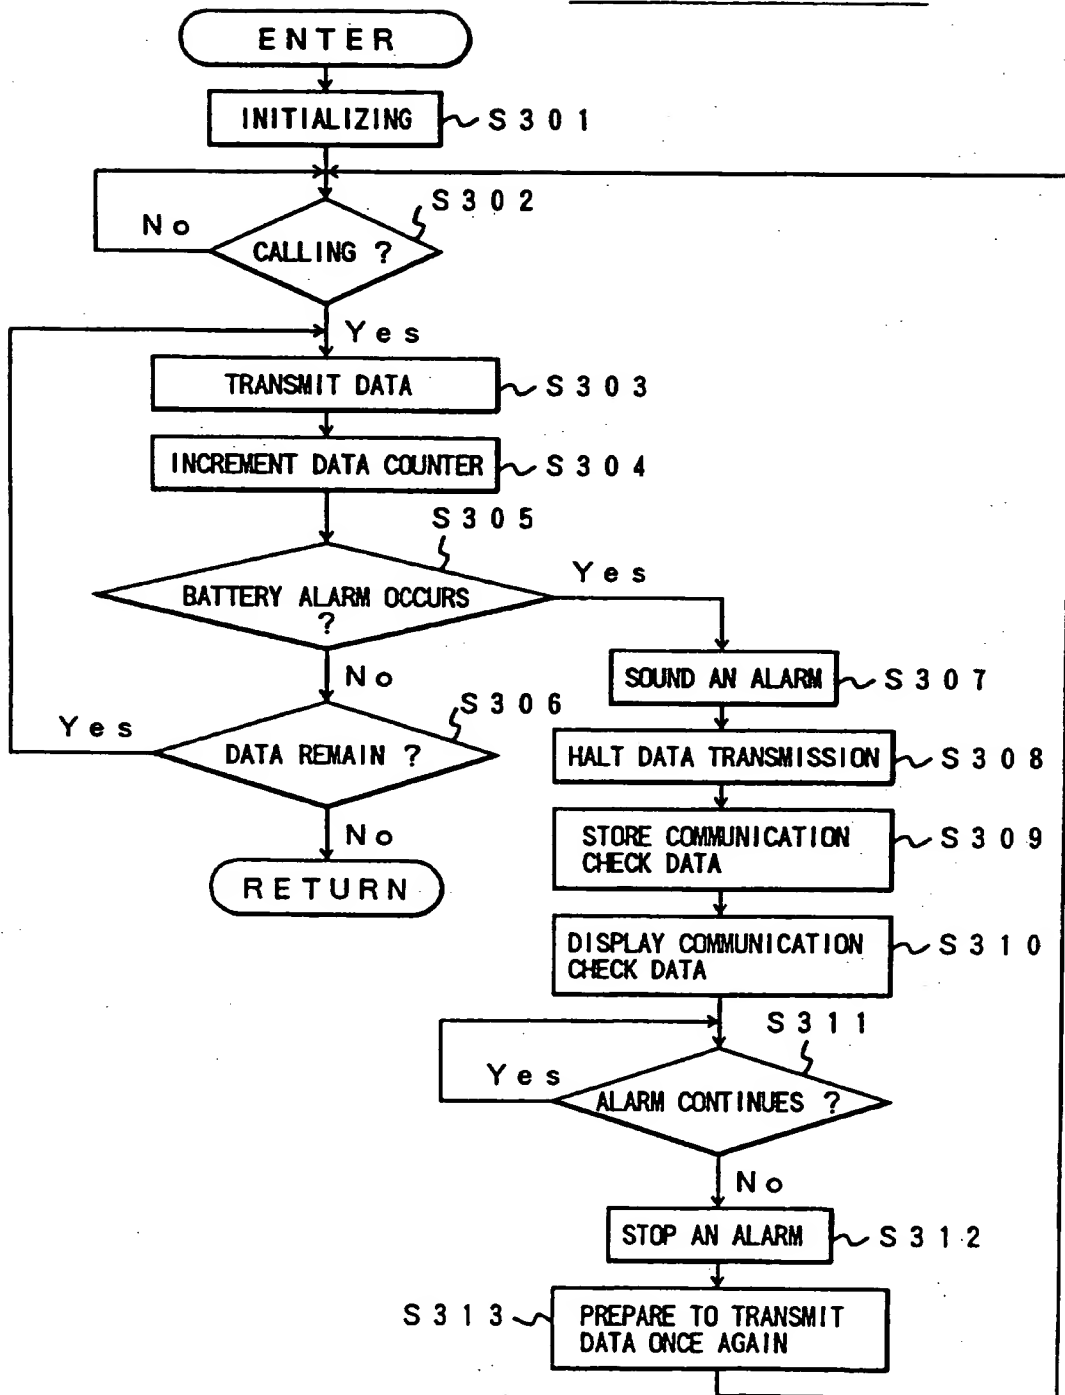 ENTER
INITIALIZING
S301
S302
No
CALLING ?
Yes
TRANSMIT DATA
S303
INCREMENT DATA COUNTER
S304
S305
BATTERY ALARM OCCURS
?
Yes
No
SOUND AN ALARM
S307
S306
Yes
DATA REMAIN ?
HALT DATA TRANSMISSION
S308
No
STORE COMMUNICATION
CHECK DATA
S309
RETURN
DISPLAY COMMUNICATION
CHECK DATA
S310
S311
Yes
ALARM CONTINUES ?
No
STOP AN ALARM
S312
S313
PREPARE TO TRANSMIT
DATA ONCE AGAIN